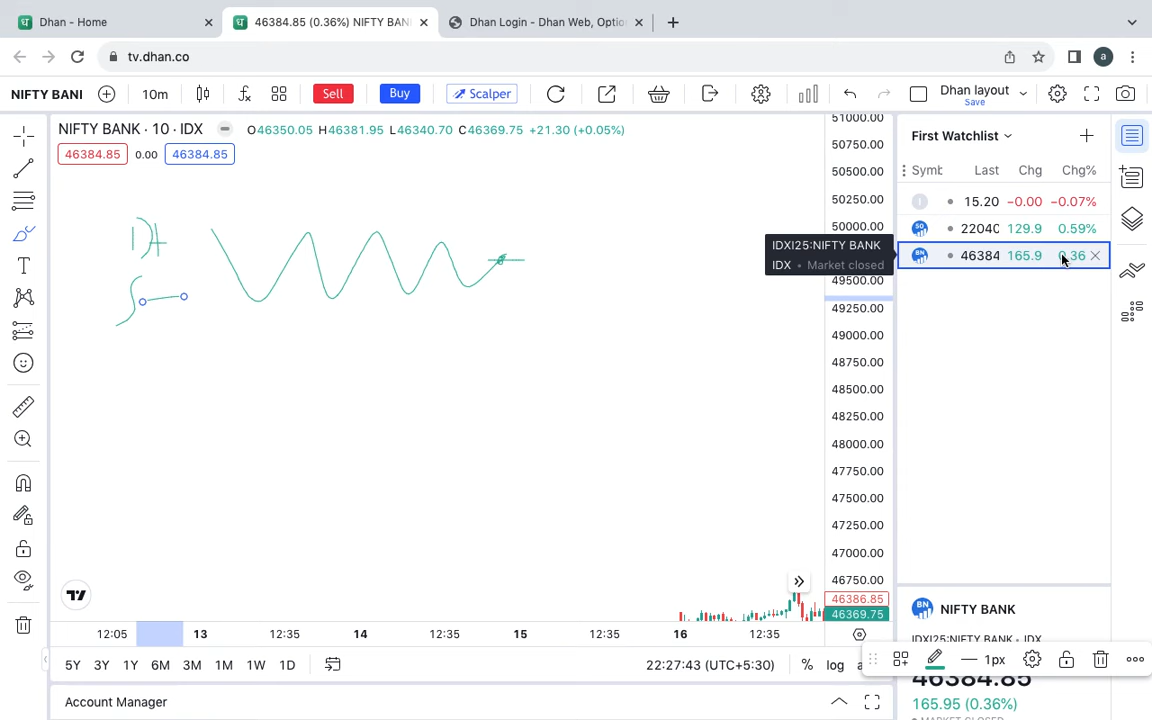 Dhan - Home
46384.85 (0.36%) NIFTY BAN
Dhan Login - Dhan Web, Optio
tv.dhan.co
a
NIFTY BANI
10m
Sell
Buy
Scalper
Dhan layout
Save
NIFTY BANK · 10 · IDX
O46350.05 H46381.95 L46340.70 C46369.75 +21.30 (+0.05%)
46384.85
0.00
46384.85
51000.00
50750.00
50500.00
50250.00
50000.00
49500.00
49250.00
49000.00
48750.00
48500.00
48250.00
48000.00
47750.00
47500.00
47250.00
47000.00
46750.00
46386.85
46369.75
First Watchlist
Last Chg Chg%
15.20 −0.00 −0.07%
50 129.9 0.59%
BN 46384 165.9 0.36
IDXI25:NIFTY BANK
IDX • Market closed
12:05 13 12:35 14 12:45 15 12:35 16 12:35
5Y 3Y 1Y 6M 3M 1M 1W 1D
22:27:43 (UTC+5:30)
% log
Account Manager
BN NIFTY BANK
IDXI25:NIFTY BANK • IDX
1px
46384.85
165.95 (0.36%)
MARKET CLOSED